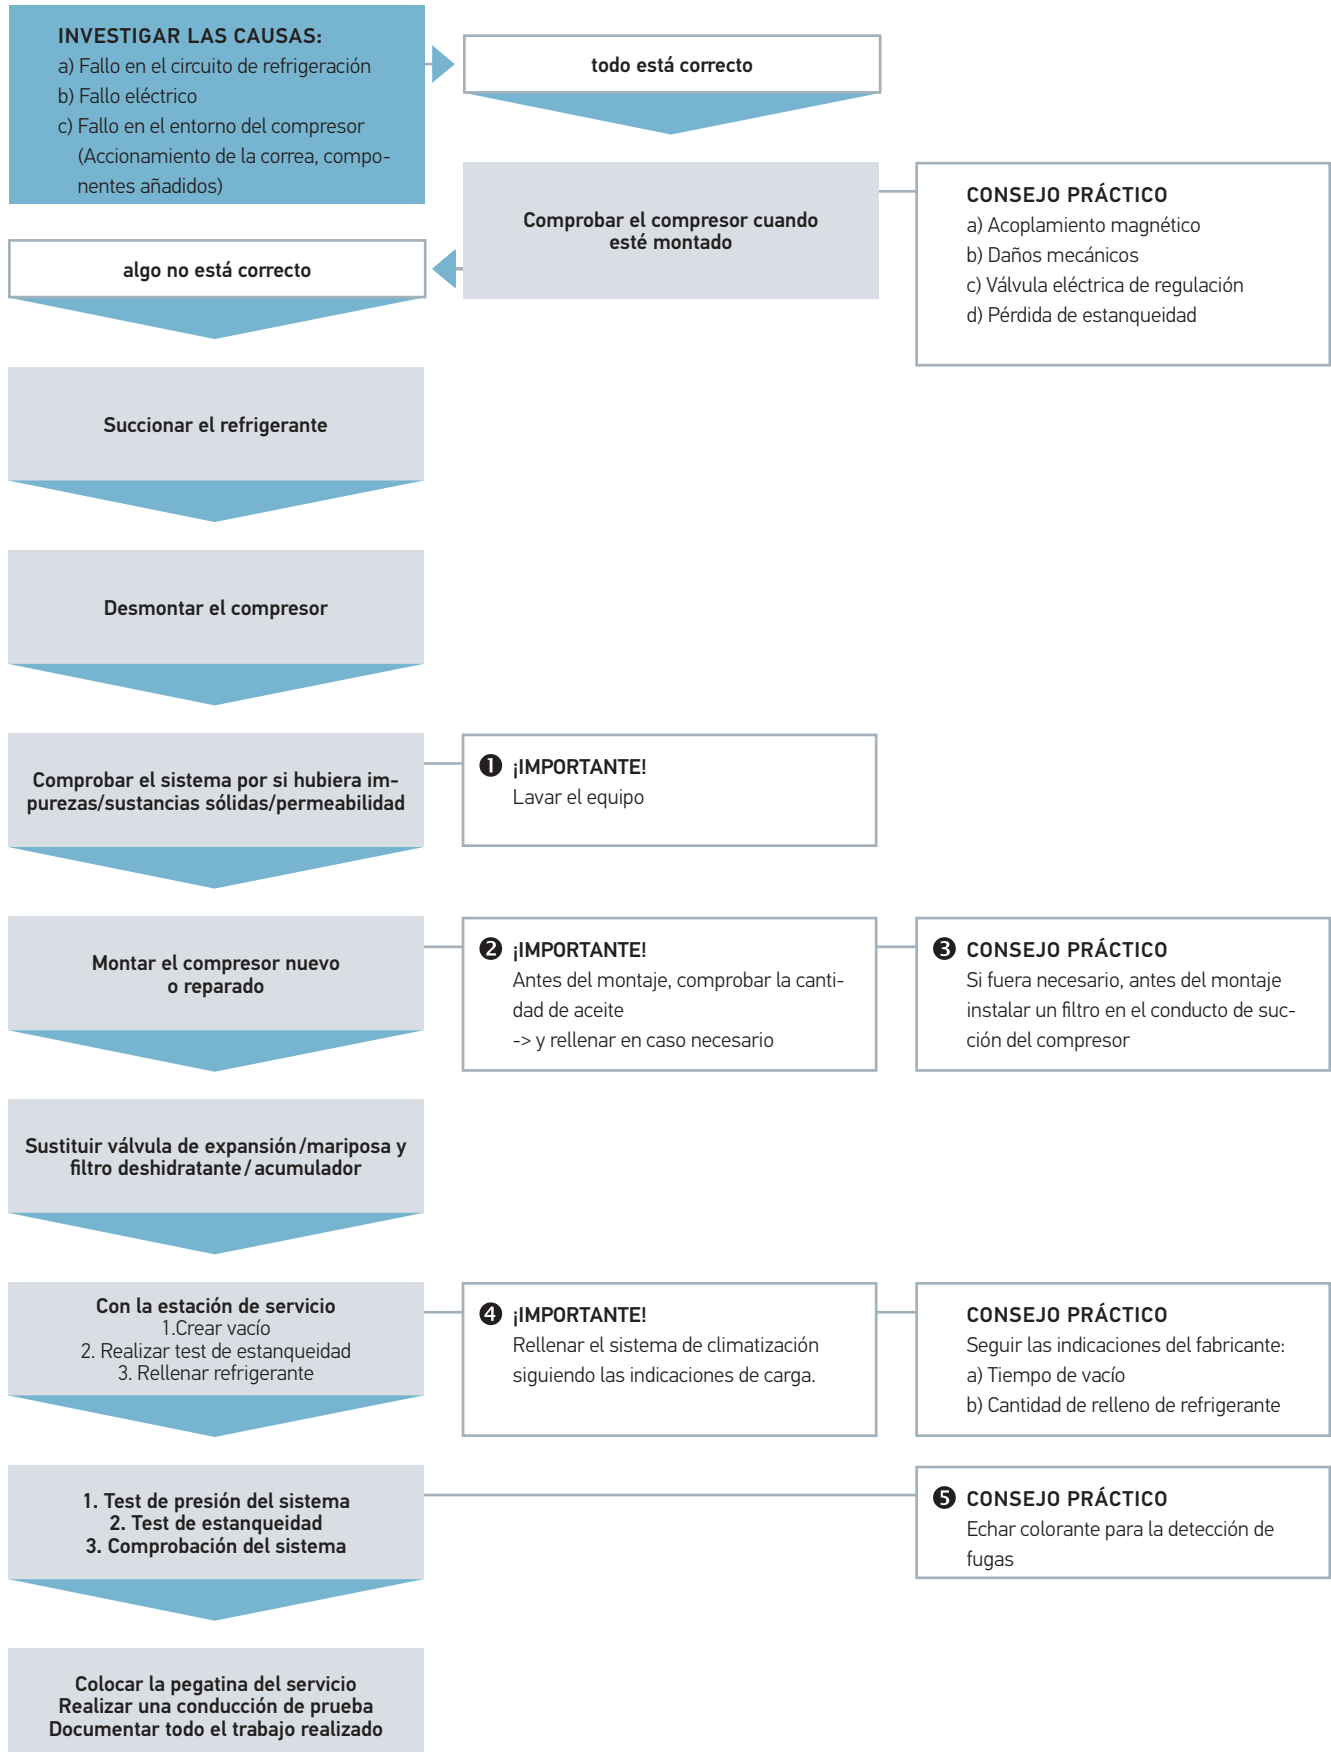 INVESTIGAR LAS CAUSAS:
a) Fallo en el circuito de refrigeración
b) Fallo eléctrico
c) Fallo en el entorno del compresor
(Accionamiento de la correa, compo-
nentes añadidos)
todo está correcto
Comprobar el compresor cuando
esté montado
CONSEJO PRÁCTICO
a) Acoplamiento magnético
b) Daños mecánicos
c) Válvula eléctrica de regulación
d) Pérdida de estanqueidad
algo no está correcto
Succionar el refrigerante
Desmontar el compresor
Comprobar el sistema por si hubiera im-
purezas/sustancias sólidas/permeabilidad
1 ¡IMPORTANTE!
Lavar el equipo
Montar el compresor nuevo
o reparado
2 ¡IMPORTANTE!
Antes del montaje, comprobar la canti-
dad de aceite
-> y rellenar en caso necesario
3 CONSEJO PRÁCTICO
Si fuera necesario, antes del montaje
instalar un filtro en el conducto de suc-
ción del compresor
Sustituir válvula de expansión/mariposa y
filtro deshidratante/acumulador
Con la estación de servicio
1.Crear vacío
2. Realizar test de estanqueidad
3. Rellenar refrigerante
4 ¡IMPORTANTE!
Rellenar el sistema de climatización
siguiendo las indicaciones de carga.
CONSEJO PRÁCTICO
Seguir las indicaciones del fabricante:
a) Tiempo de vacío
b) Cantidad de relleno de refrigerante
1. Test de presión del sistema
2. Test de estanqueidad
3. Comprobación del sistema
5 CONSEJO PRÁCTICO
Echar colorante para la detección de
fugas
Colocar la pegatina del servicio
Realizar una conducción de prueba
Documentar todo el trabajo realizado